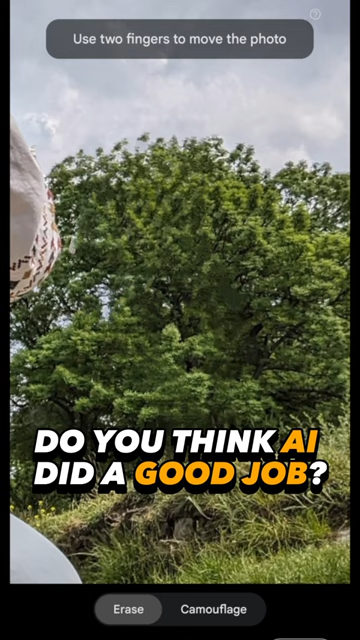 Use two fingers to move the photo
DO YOU THINK AI
DID A GOOD JOB?
Erase
Camouflage